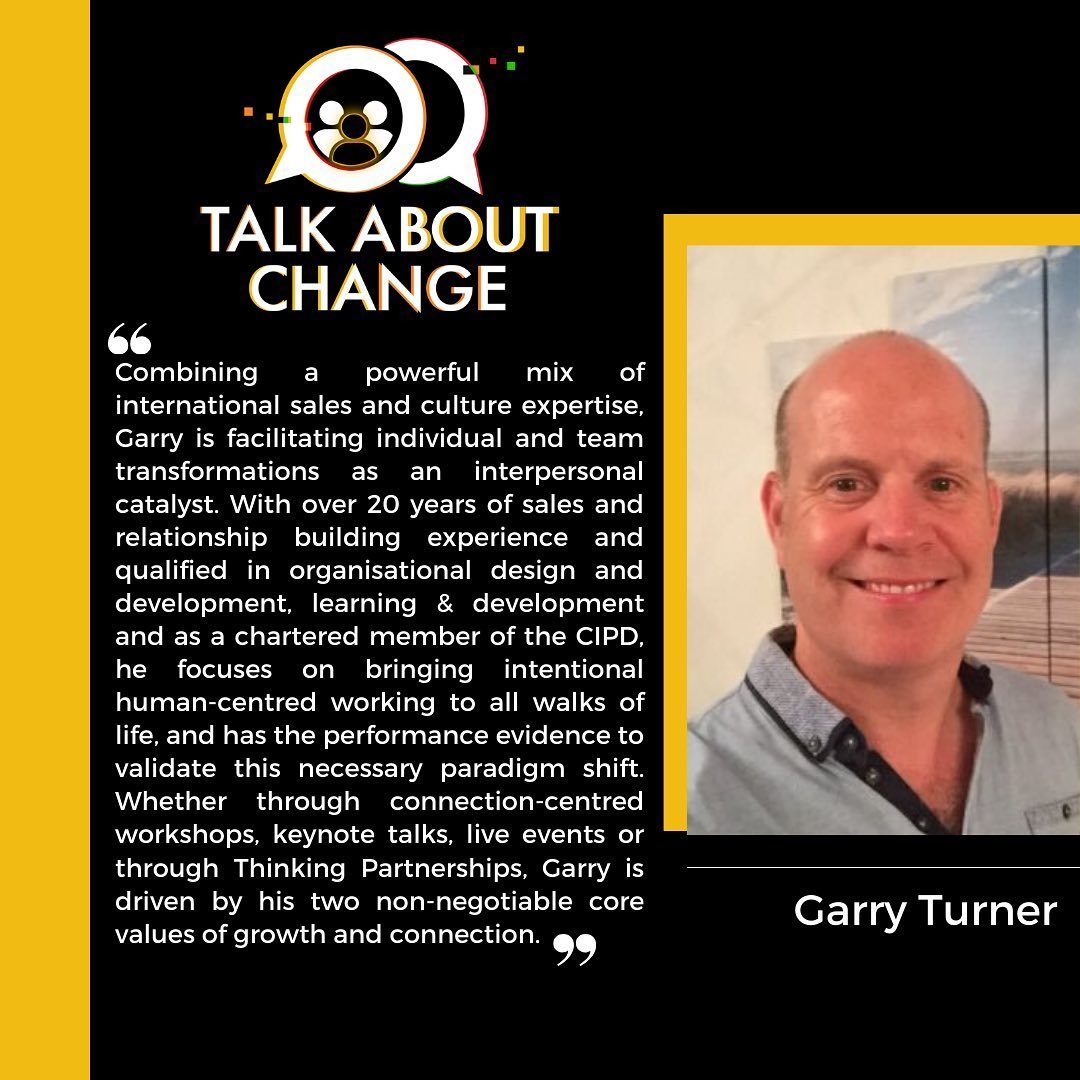 TALK ABOUT
CHANGE
“
Combining a powerful mix of
international sales and culture expertise,
Garry is facilitating individual and team
transformations as an interpersonal
catalyst. With over 20 years of sales and
relationship building experience and
qualified in organisational design and
development, learning & development
and as a chartered member of the CIPD,
he focuses on bringing intentional
human-centred working to all walks of
life, and has the performance evidence to
validate this necessary paradigm shift.
Whether through connection-centred
workshops, keynote talks, live events or
through Thinking Partnerships, Garry is
driven by his two non-negotiable core
values of growth and connection.
”
Garry Turner